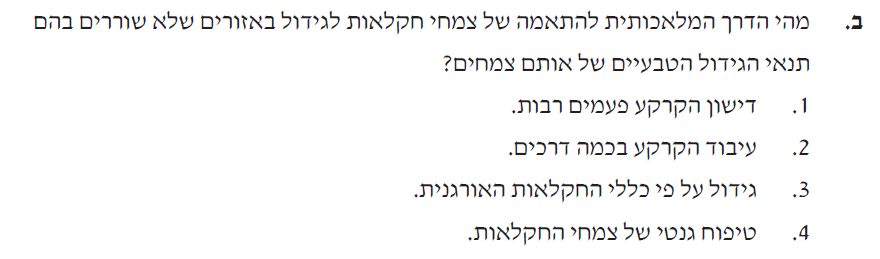 ב. מהי הדרך המלאכותית להתאמה של צמחי חקלאות לגידול באזורים שלא שוררים בהם
תנאי הגידול הטבעיים של אותם צמחים?
1. דישון הקרקע פעמים רבות.
2. עיבוד הקרקע בכמה דרכים.
3. גידול על פי כללי החקלאות האורגנית.
4. טיפוח גנטי של צמחי החקלאות.